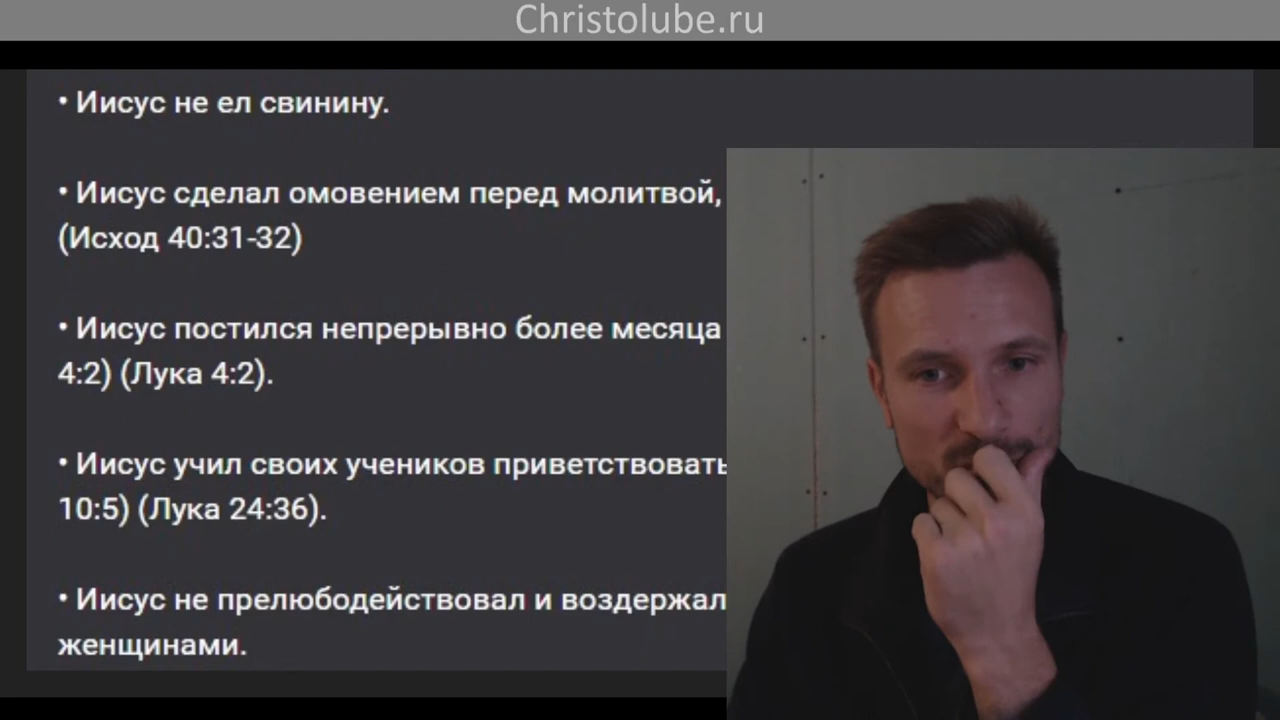 Christolube.ru
• Иисус не ел свинину.
• Иисус сделал омовением перед молитвой,
(Исход 40:31-32)
• Иисус постился непрерывно более месяца
4:2) (Лука 4:2).
• Иисус учил своих учеников приветствовать
10:5) (Лука 24:36).
• Иисус не прелюбодействовал и воздержал
женщинами.